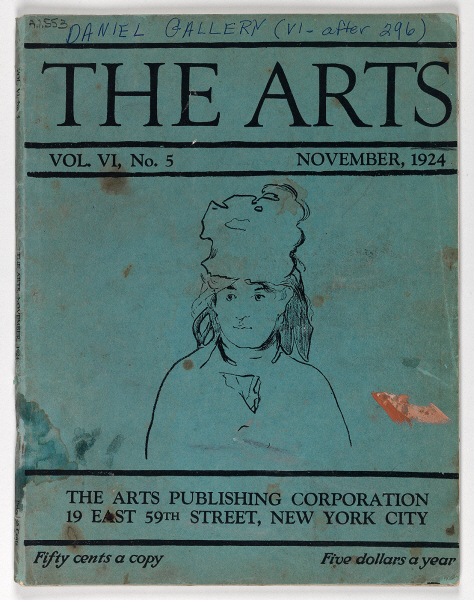 DANIEL GALLERY (VI- after 296)
THE ARTS
VOL. VI, No. 5
NOVEMBER, 1924
THE ARTS PUBLISHING CORPORATION
19 EAST 59TH STREET, NEW YORK CITY
Fifty cents a copy
Five dollars a year